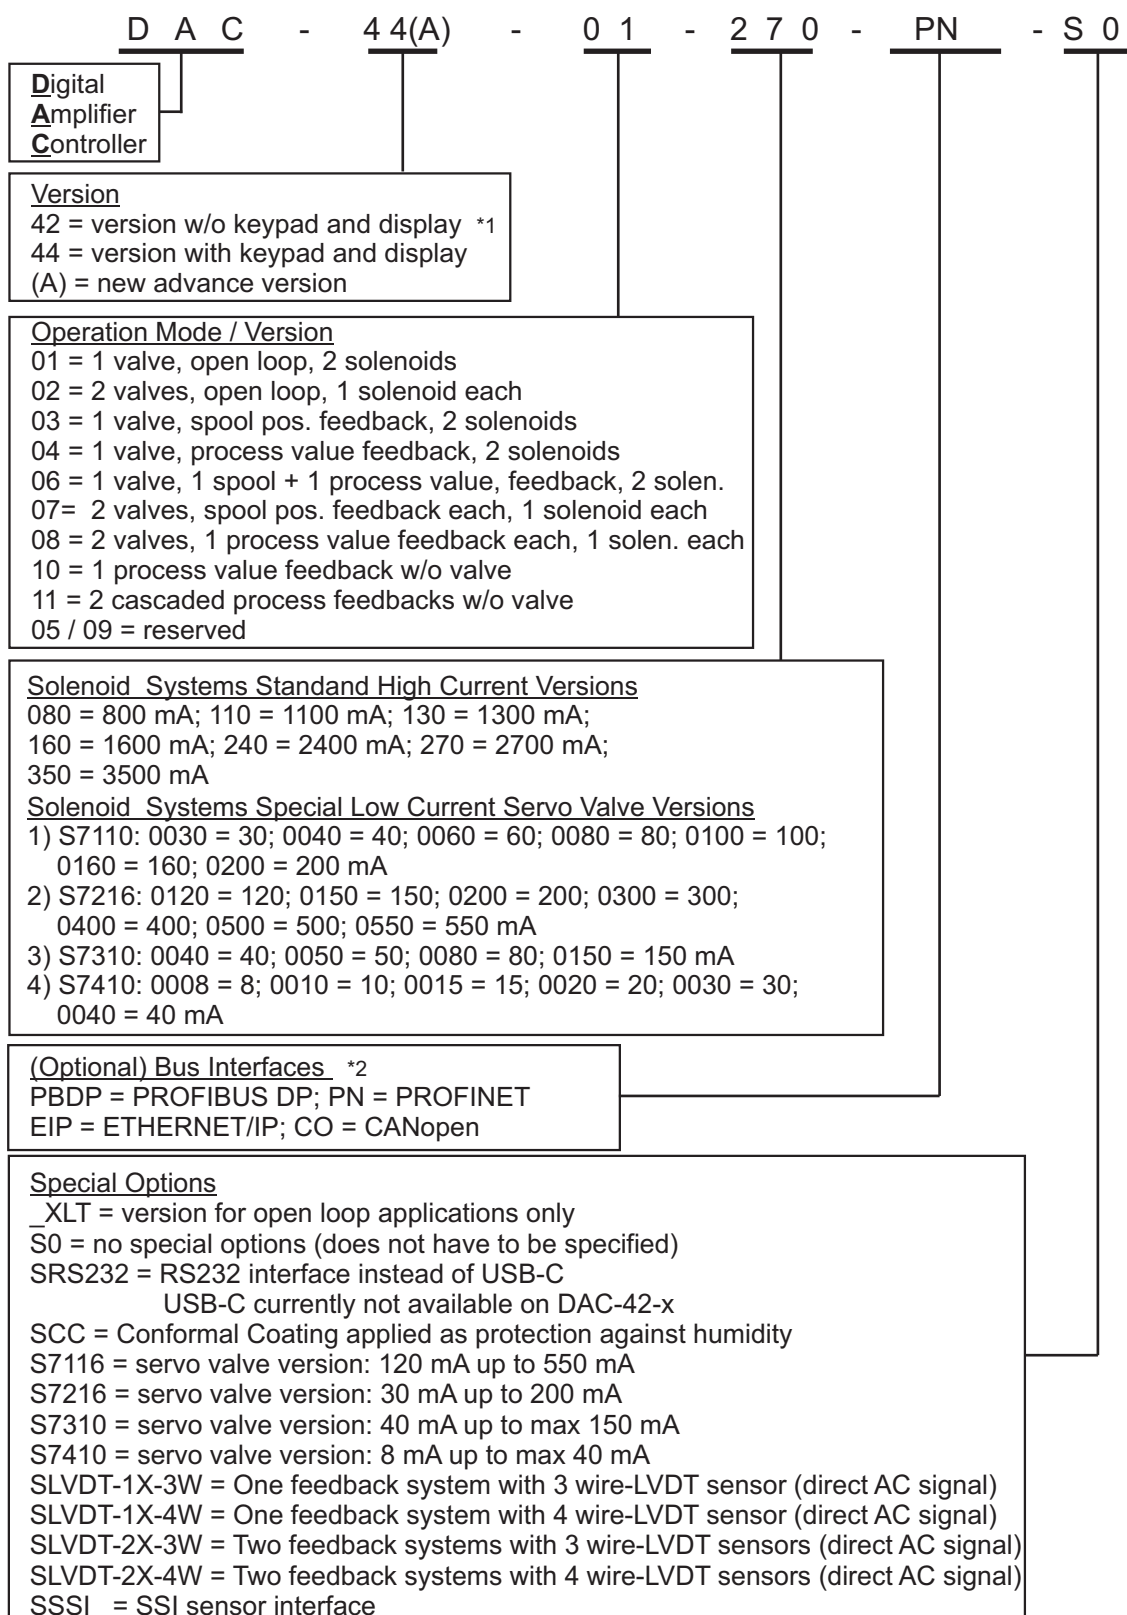 D A C - 44(A) - 0 1 - 2 7 0 - PN - S 0
Digital
Amplifier
Controller
Version
42 = version w/o keypad and display *1
44 = version with keypad and display
(A) = new advance version
Operation Mode / Version
01 = 1 valve, open loop, 2 solenoids
02 = 2 valves, open loop, 1 solenoid each
03 = 1 valve, spool pos. feedback, 2 solenoids
04 = 1 valve, process value feedback, 2 solenoids
06 = 1 valve, 1 spool + 1 process value, feedback, 2 solen.
07= 2 valves, spool pos. feedback each, 1 solenoid each
08 = 2 valves, 1 process value feedback each, 1 solen. each
10 = 1 process value feedback w/o valve
11 = 2 cascaded process feedbacks w/o valve
05 / 09 = reserved
Solenoid Systems Standand High Current Versions
080 = 800 mA; 110 = 1100 mA; 130 = 1300 mA;
160 = 1600 mA; 240 = 2400 mA; 270 = 2700 mA;
350 = 3500 mA
Solenoid Systems Special Low Current Servo Valve Versions
1) S7110: 0030 = 30; 0040 = 40; 0060 = 60; 0080 = 80; 0100 = 100;
0160 = 160; 0200 = 200 mA
2) S7216: 0120 = 120; 0150 = 150; 0200 = 200; 0300 = 300;
0400 = 400; 0500 = 500; 0550 = 550 mA
3) S7310: 0040 = 40; 0050 = 50; 0080 = 80; 0150 = 150 mA
4) S7410: 0008 = 8; 0010 = 10; 0015 = 15; 0020 = 20; 0030 = 30;
0040 = 40 mA
(Optional) Bus Interfaces *2
PBDP = PROFIBUS DP; PN = PROFINET
EIP = ETHERNET/IP; CO = CANopen
Special Options
_XLT = version for open loop applications only
S0 = no special options (does not have to be specified)
SRS232 = RS232 interface instead of USB-C
USB-C currently not available on DAC-42-x
SCC = Conformal Coating applied as protection against humidity
S7116 = servo valve version: 120 mA up to 550 mA
S7216 = servo valve version: 30 mA up to 200 mA
S7310 = servo valve version: 40 mA up to max 150 mA
S7410 = servo valve version: 8 mA up to max 40 mA
SLVDT-1X-3W = One feedback system with 3 wire-LVDT sensor (direct AC signal)
SLVDT-1X-4W = One feedback system with 4 wire-LVDT sensor (direct AC signal)
SLVDT-2X-3W = Two feedback systems with 3 wire-LVDT sensors (direct AC signal)
SLVDT-2X-4W = Two feedback systems with 4 wire-LVDT sensors (direct AC signal)
SSSI = SSI sensor interface